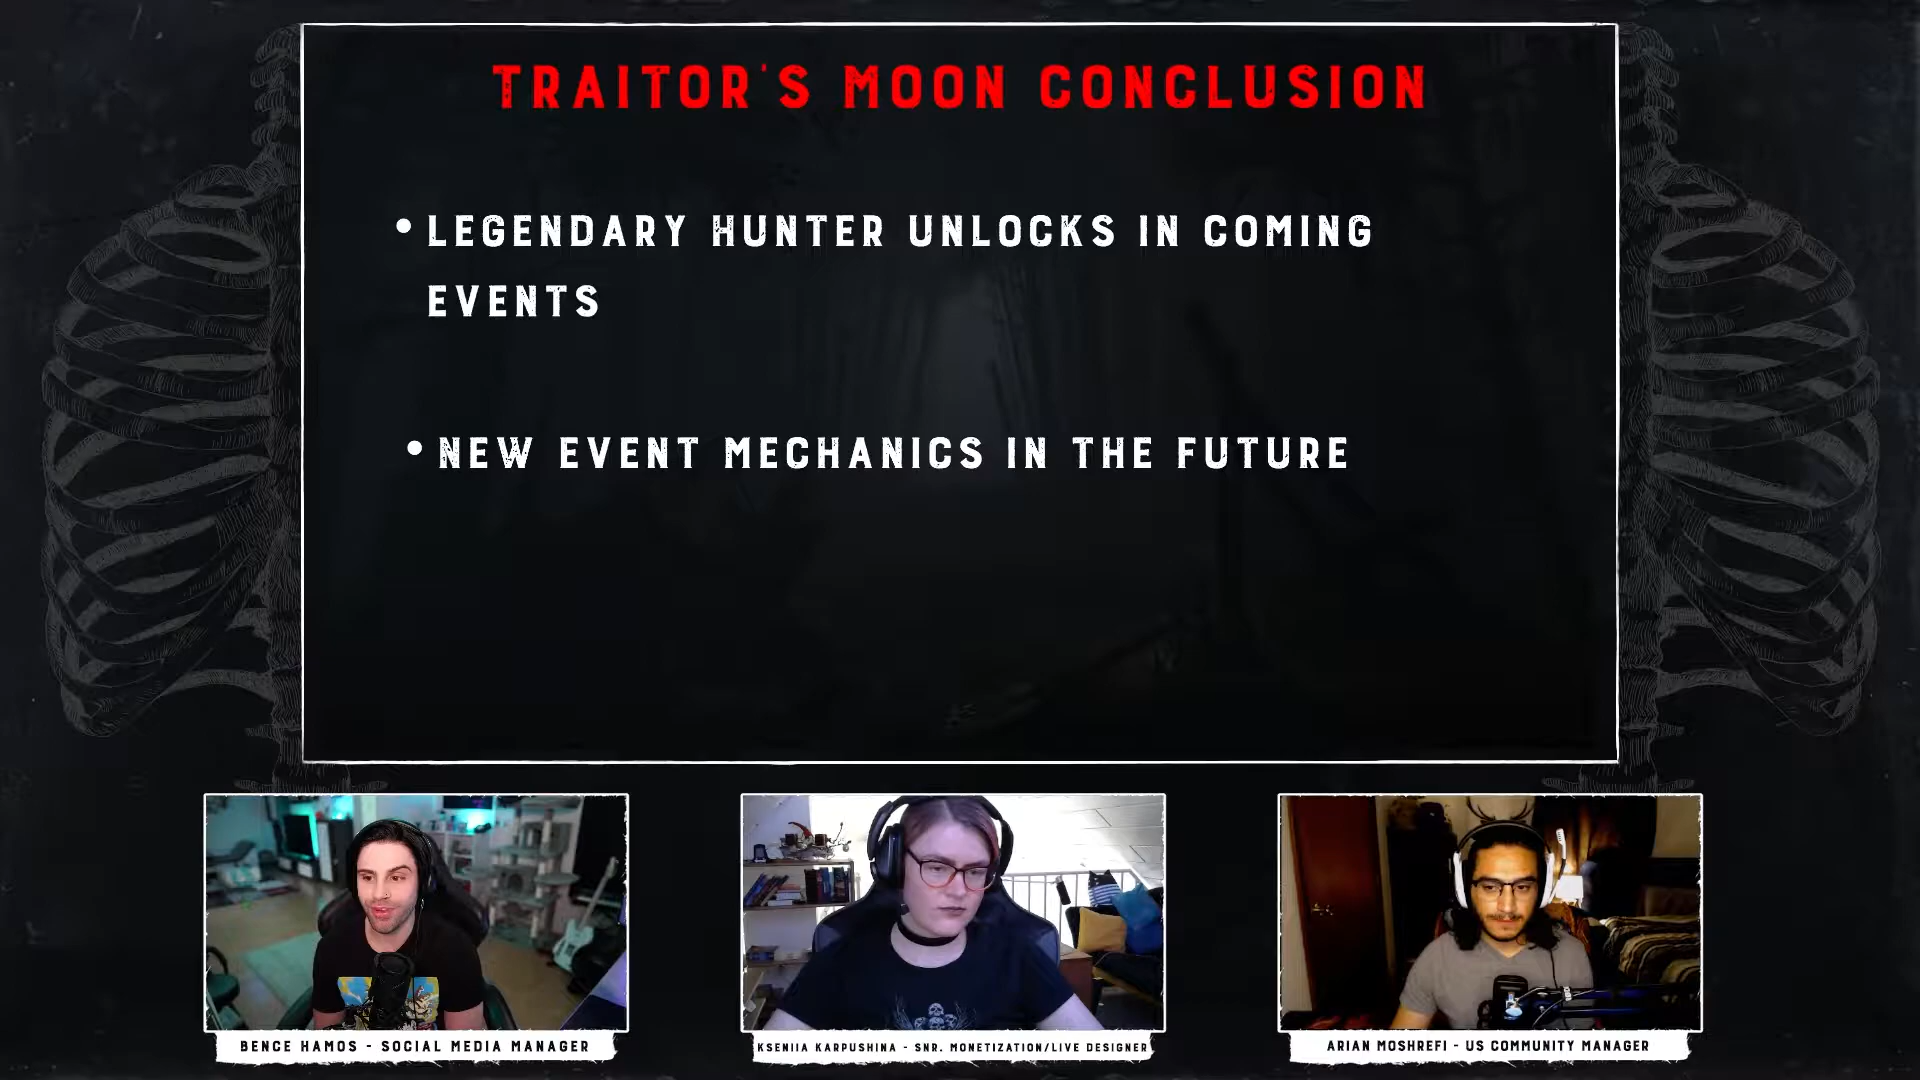 TRAITOR'S MOON CONCLUSION
• LEGENDARY HUNTER UNLOCKS IN COMING
EVENTS
• NEW EVENT MECHANICS IN THE FUTURE
BENCE HAMOS - SOCIAL MEDIA MANAGER
KSENIIA KARPUSHINA - SNR. MONETIZATION/LIVE DESIGNER
ARIAN MOSHREFI - US COMMUNITY MANAGER